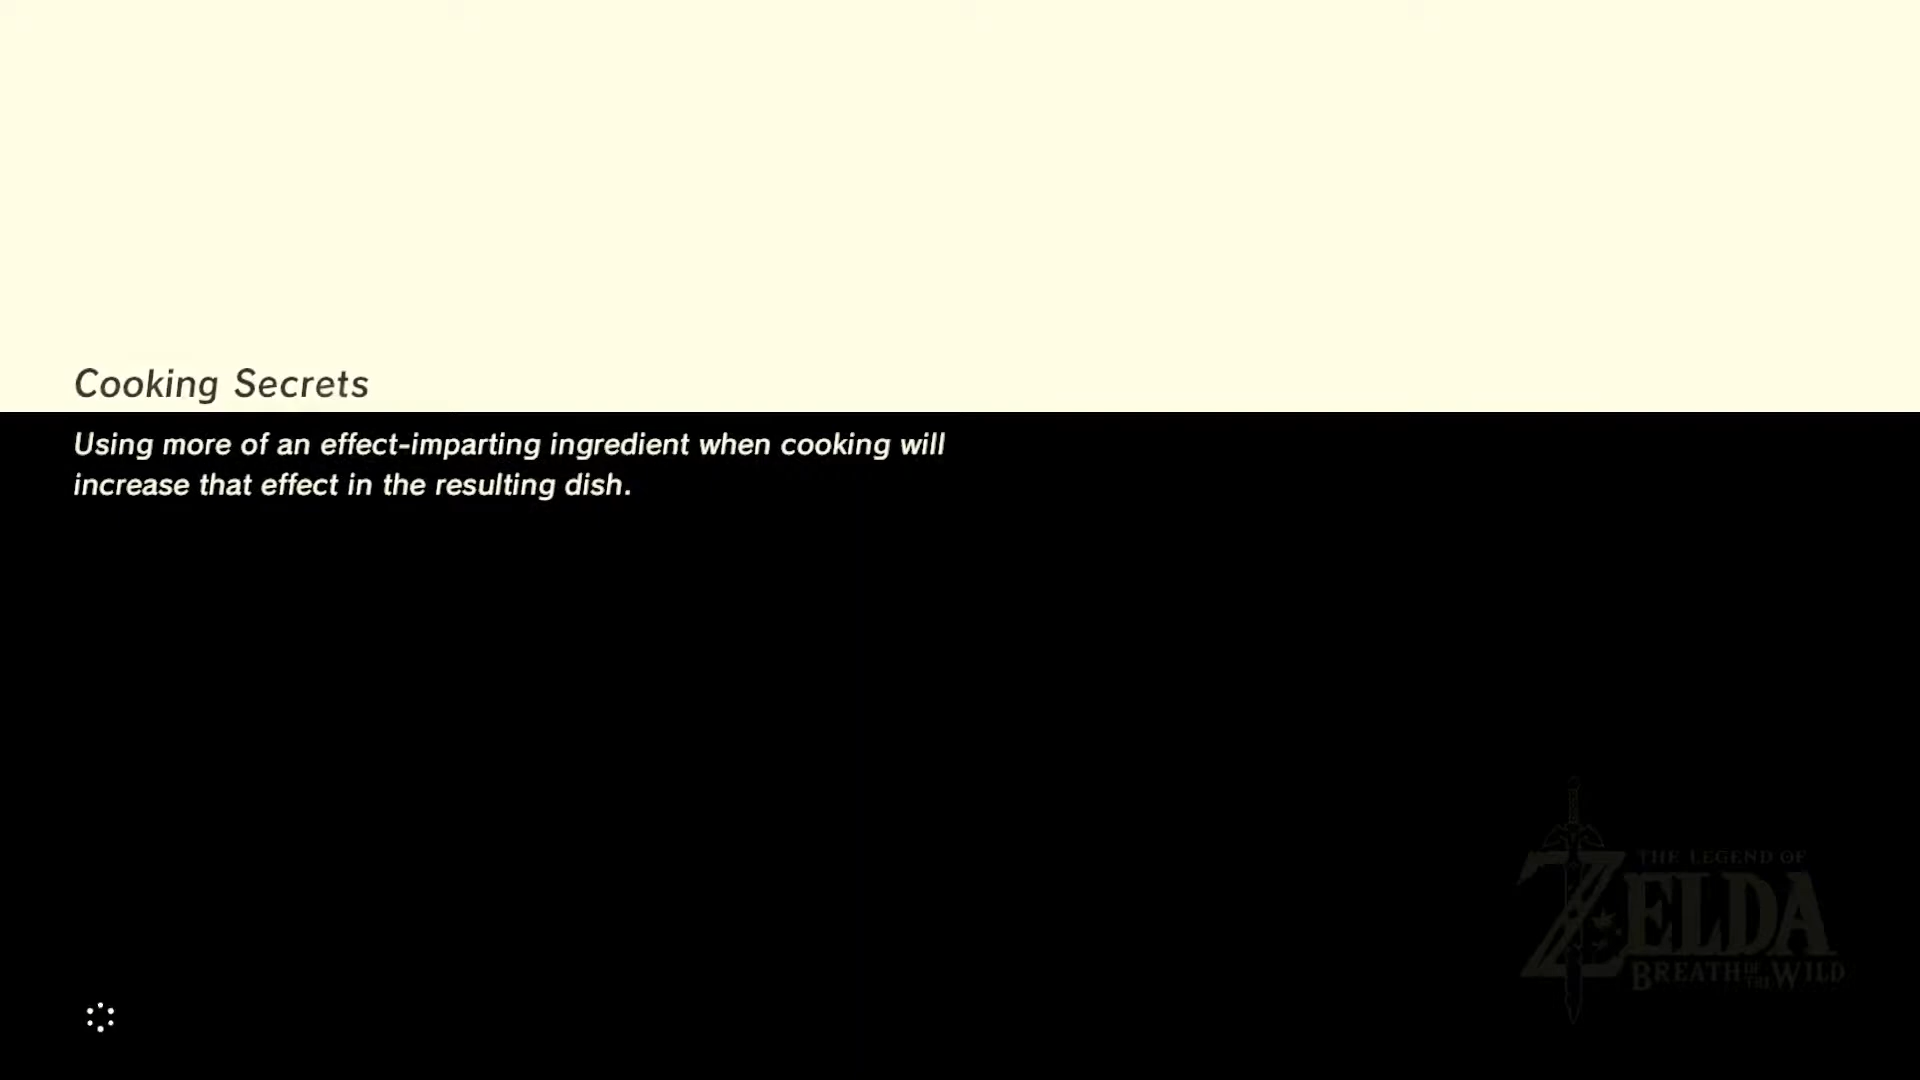 Cooking Secrets
Using more of an effect-imparting ingredient when cooking will
increase that effect in the resulting dish.
THE LEGEND OF
ZELDA
BREATH OF THE WILD